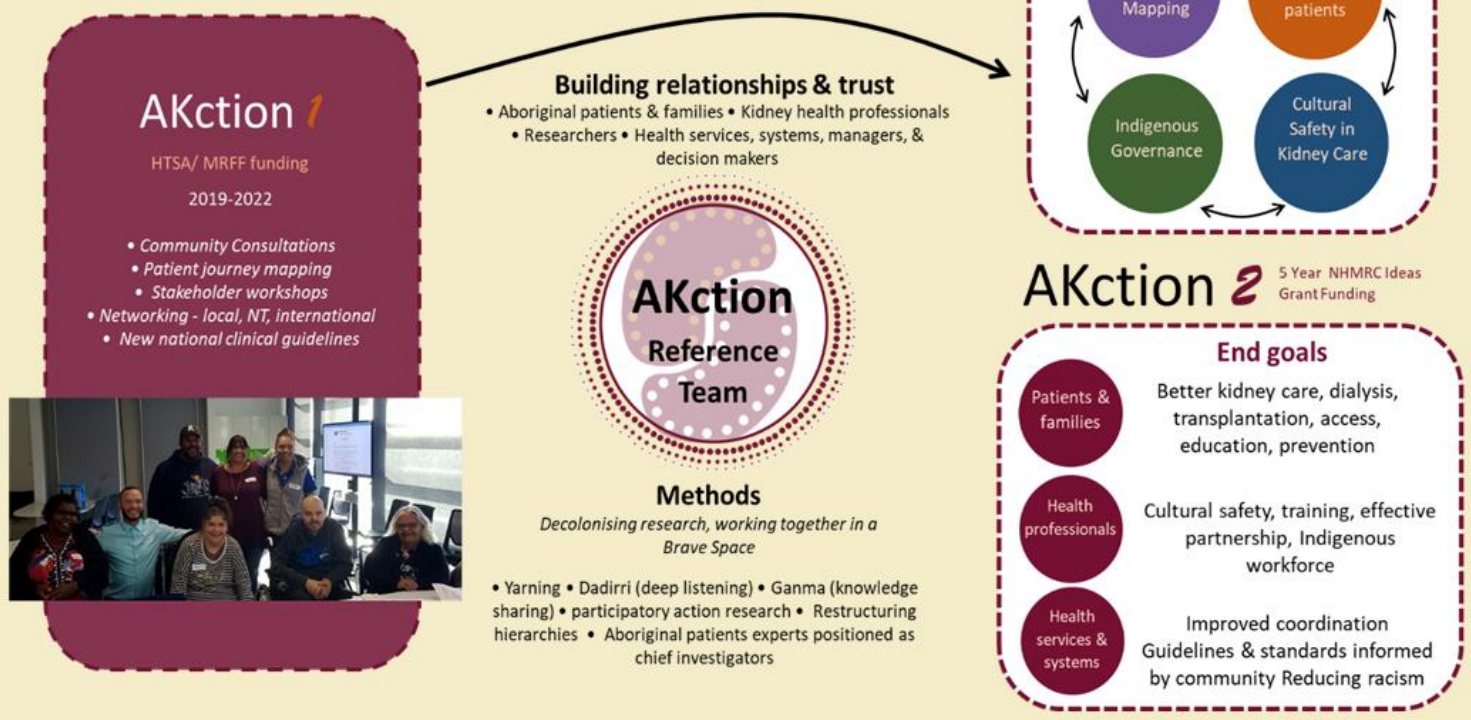 AKction 1
HTSA/ MRFF funding
2019-2022
• Community Consultations
• Patient journey mapping
• Stakeholder workshops
• Networking - local, NT, international
• New national clinical guidelines
Building relationships & trust
• Aboriginal patients & families • Kidney health professionals
• Researchers • Health services, systems, managers, &
decision makers
AKction
Reference
Team
Methods
Decolonising research, working together in a
Brave Space
• Yarning • Dadirri (deep listening) • Ganma (knowledge
sharing) • participatory action research • Restructuring
hierarchies • Aboriginal patients experts positioned as
chief investigators
Mapping
patients
Indigenous
Governance
Cultural
Safety in
Kidney Care
AKction 2
5 Year NHMRC Ideas
Grant Funding
End goals
Patients &
families
Better kidney care, dialysis,
transplantation, access,
education, prevention
Health
professionals
Cultural safety, training, effective
partnership, Indigenous
workforce
Health
services &
systems
Improved coordination
Guidelines & standards informed
by community Reducing racism